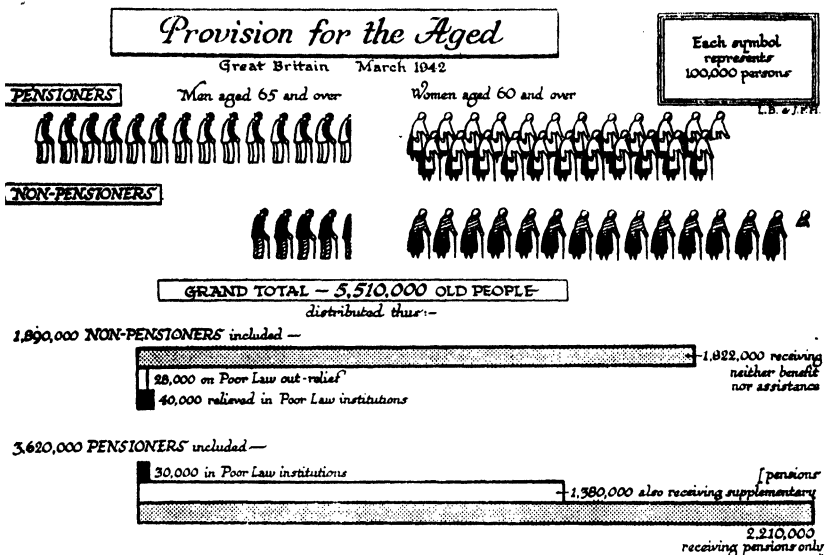 Provision for the Aged
Great Britain March 1942
Each symbol
represents
100,000 persons
L.B. & J.F.H.
PENSIONERS
Men aged 65 and over
Women aged 60 and over
NON-PENSIONERS
GRAND TOTAL – 5,510,000 OLD PEOPLE
distributed thus:–
1,890,000 NON-PENSIONERS included –
1,822,000 receiving
neither benefit
nor assistance
28,000 on Poor Law out-relief
40,000 relieved in Poor Law institutions
3,620,000 PENSIONERS included –
30,000 in Poor Law institutions
[pensions
1,380,000 also receiving supplementary
2,210,000
receiving pensions only